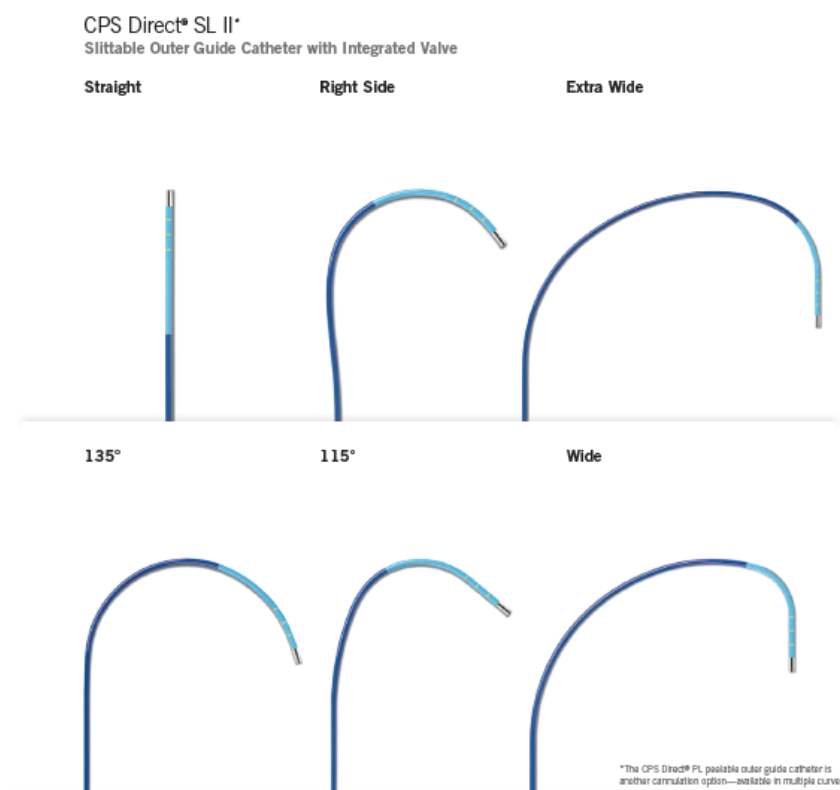 CPS Direct® SL II*
Slittable Outer Guide Catheter with Integrated Valve
Straight
Right Side
Extra Wide
135°
115°
Wide
*The CPS Direct® PL peelable outer guide catheter is
another cannulation option—available in multiple curve